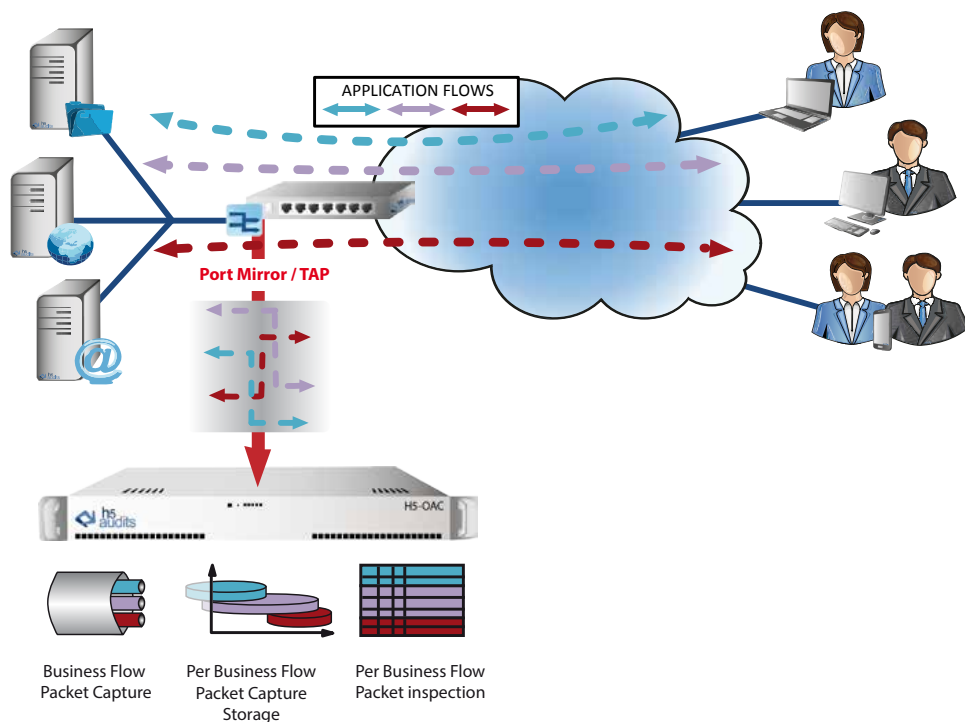 APPLICATION FLOWS
Port Mirror / TAP
H5-OAC
h5
audits
@
Business Flow
Packet Capture
Per Business Flow
Packet Capture
Storage
Per Business Flow
Packet inspection